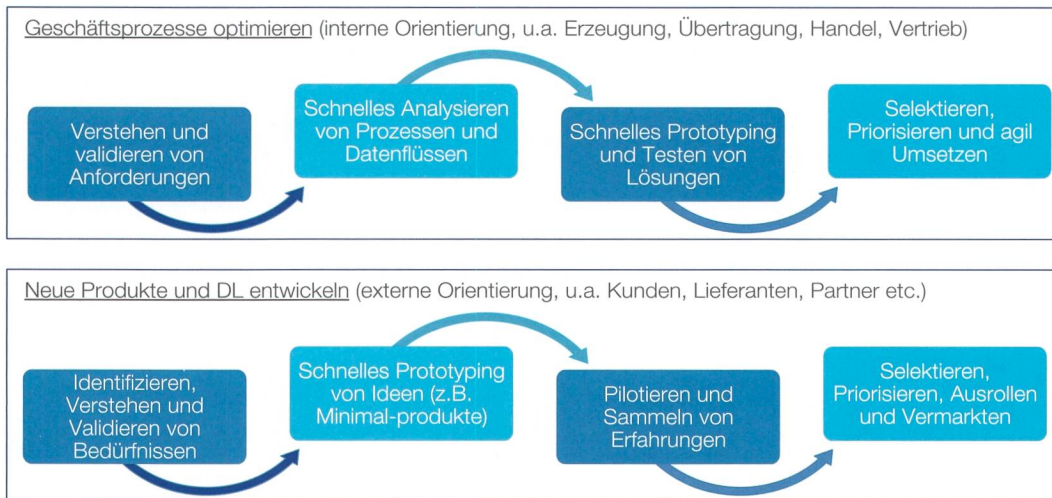 Geschäftsprozesse optimieren (interne Orientierung, u.a. Erzeugung, Übertragung, Handel, Vertrieb)
Verstehen und
validieren von
Anforderungen
Schnelles Analysieren
von Prozessen und
Datenflüssen
Schnelles Prototyping
und Testen von
Lösungen
Selektieren,
Priorisieren und agil
Umsetzen
Neue Produkte und DL entwickeln (externe Orientierung, u.a. Kunden, Lieferanten, Partner etc.)
Identifizieren,
Verstehen und
Validieren von
Bedürfnissen
Schnelles Prototyping
von Ideen (z.B.
Minimal-produkte)
Pilotieren und
Sammeln von
Erfahrungen
Selektieren,
Priorisieren, Ausrollen
und Vermarkten